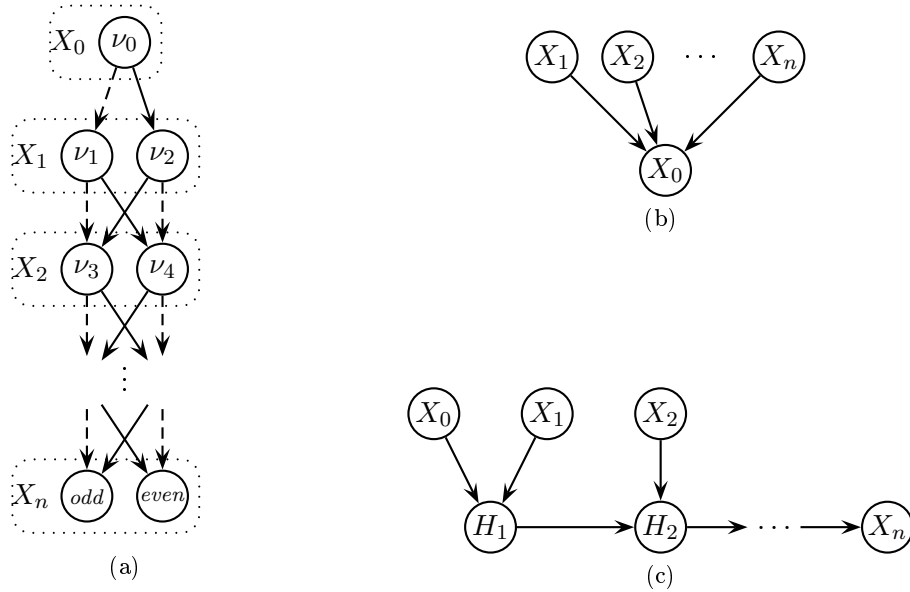 X₀ ν₀
X₁ ν₁ ν₂
X₂ ν₃ ν₄
⋮
Xₙ odd even
(a)
X₁ X₂ ··· Xₙ
X₀
(b)
X₀ X₁ X₂
H₁ H₂ ··· Xₙ
(c)